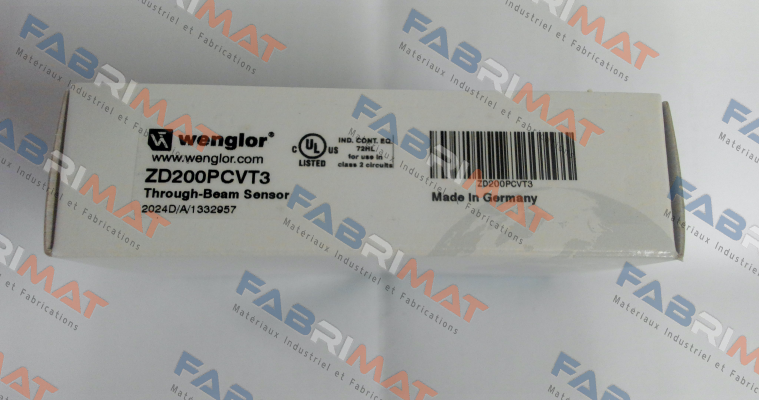 wenglor®
www.wenglor.com
ZD200PCVT3
Through-Beam Sensor
2024D/A/1332957
C UL US
LISTED
IND. CONT. EQ.
72HL
for use in
class 2 circuits
ZD200PCVT3
Made in Germany
FABRIMAT
Materiaux Industriel et Fabrications